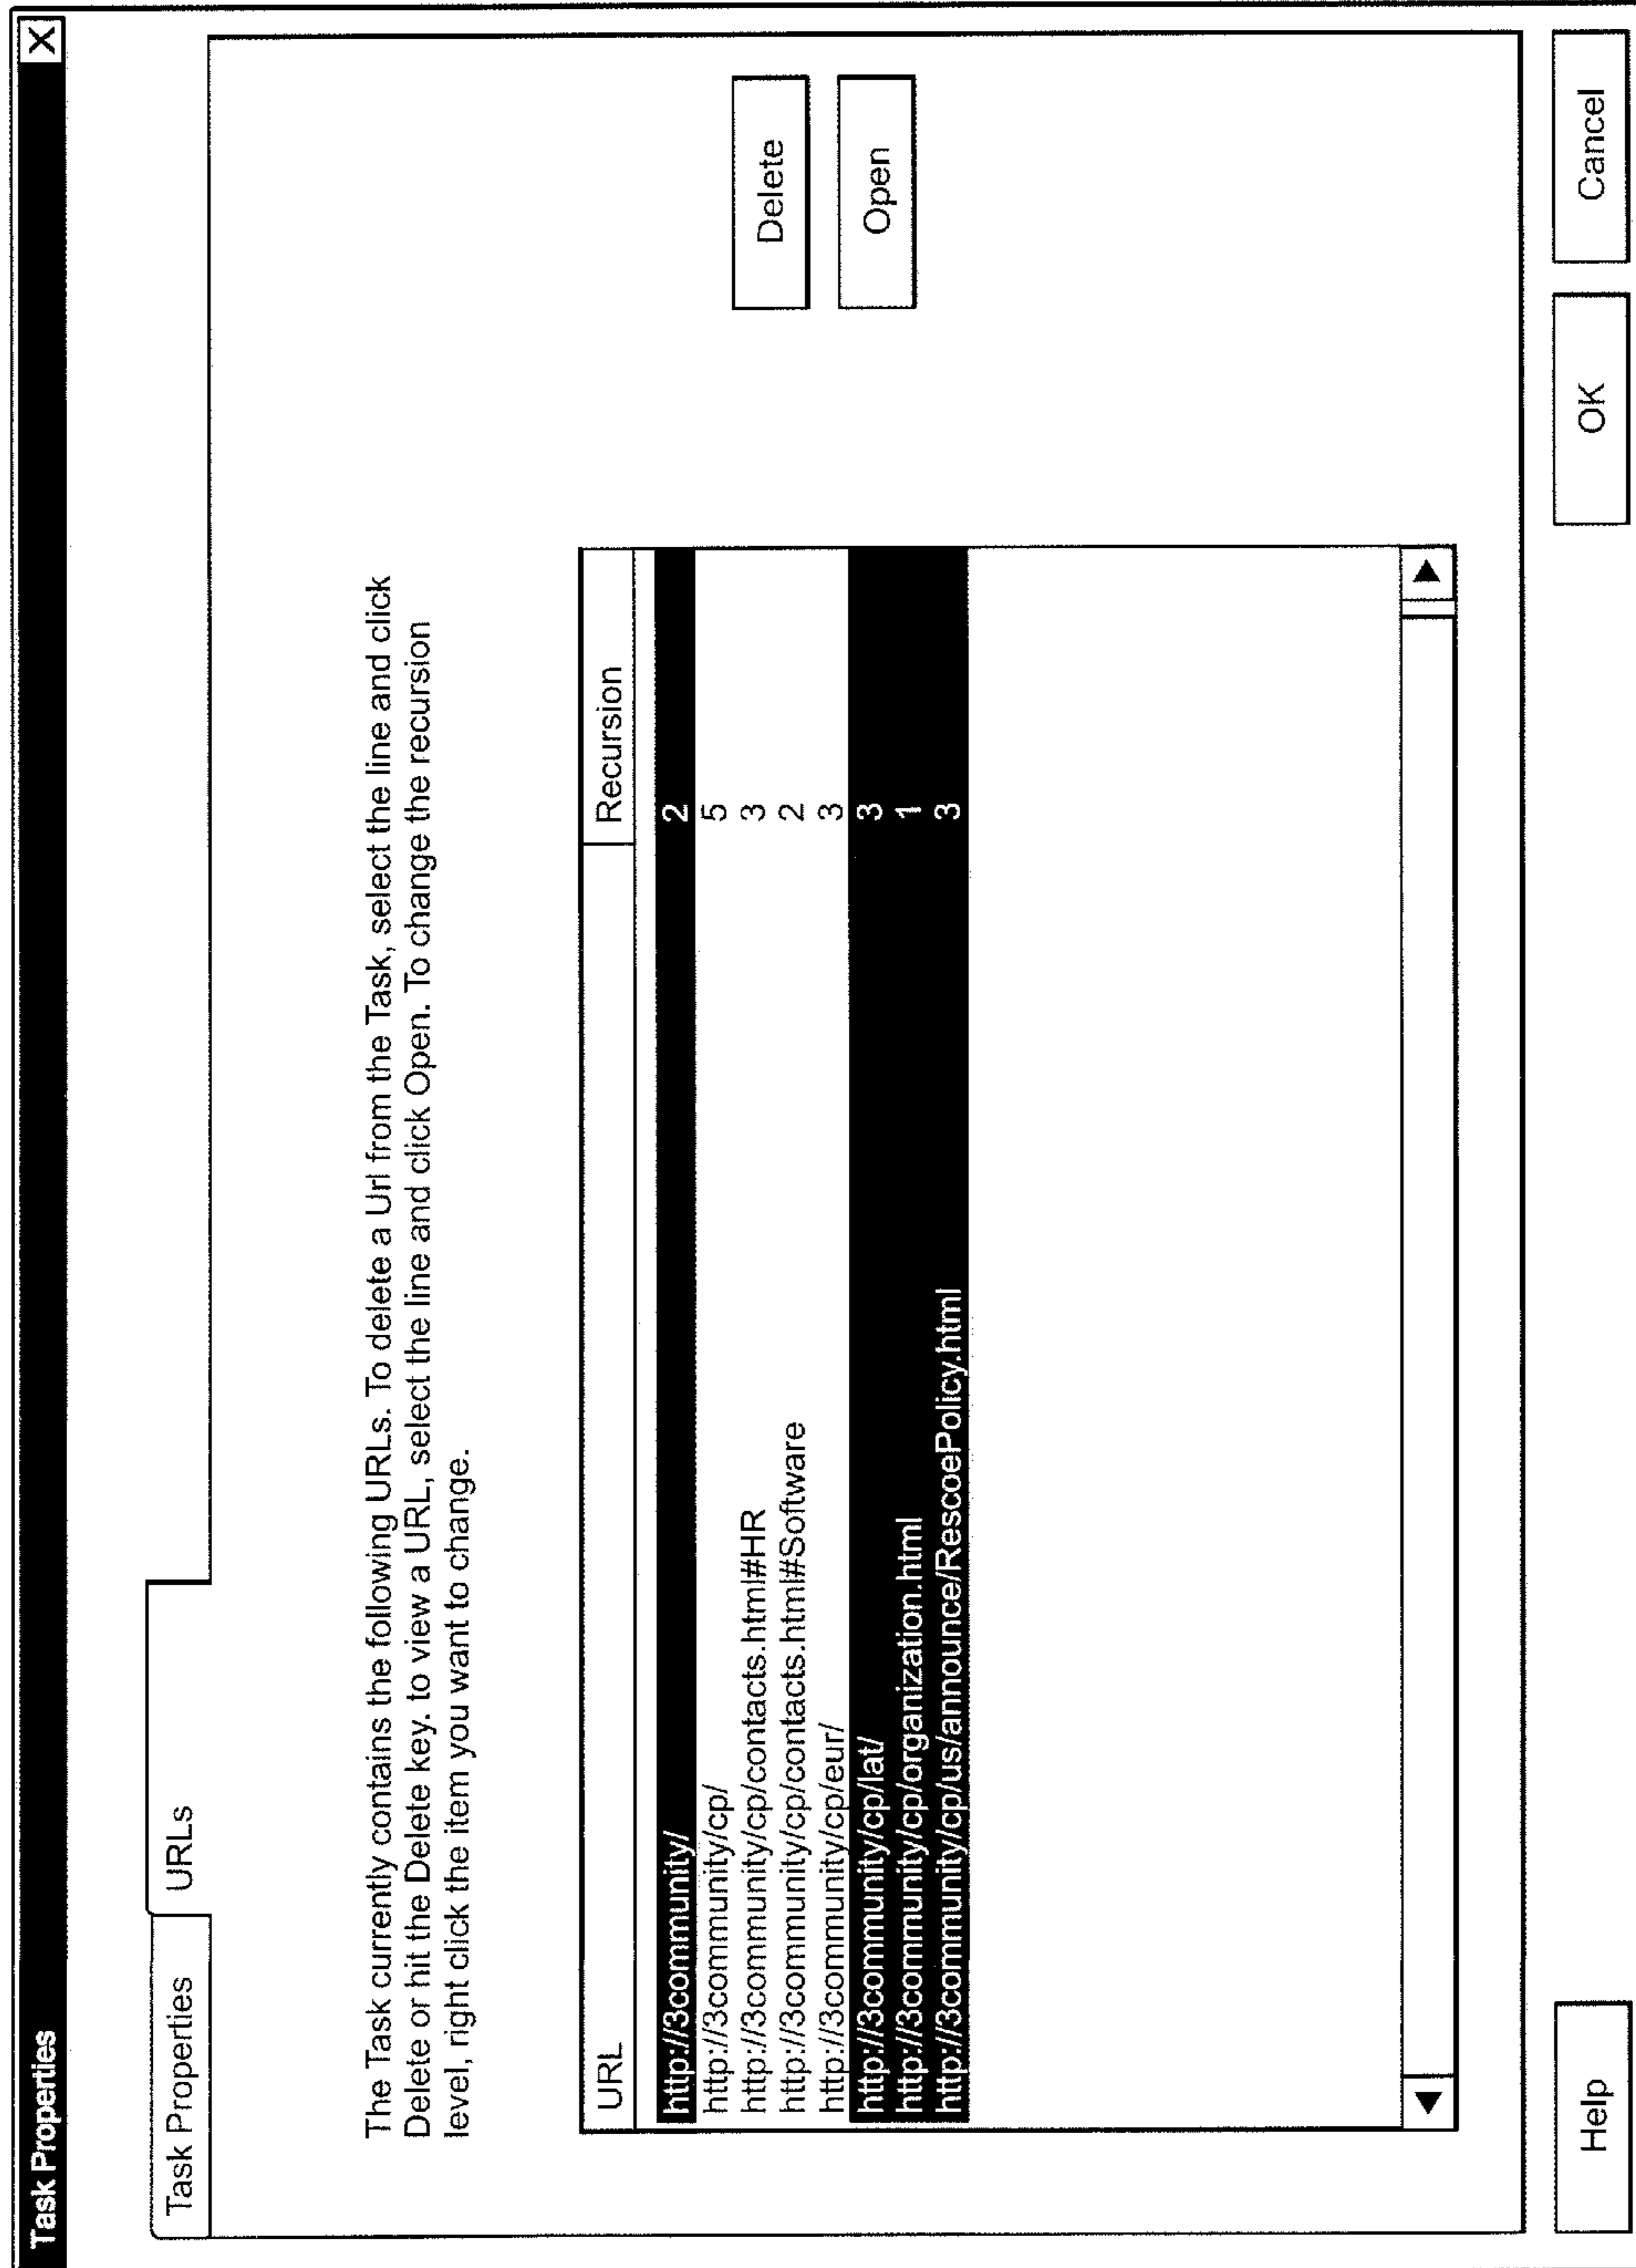 Task Properties
X
Task Properties
URLs
The Task currently contains the following URLs. To delete a Url from the Task, select the line and click
Delete or hit the Delete key. to view a URL, select the line and click Open. To change the recursion
level, right click the item you want to change.
URL Recursion
http://3community/ 2
http://3community/cp/ 5
http://3community/cp/contacts.html#HR 3
http://3community/cp/contacts.html#Software 2
http://3community/cp/eur/ 3
http://3community/cp/lat/ 3
http://3community/cp/organization.html 1
http://3community/cp/us/announce/RescoePolicy.html 3
Delete
Open
Help
OK
Cancel